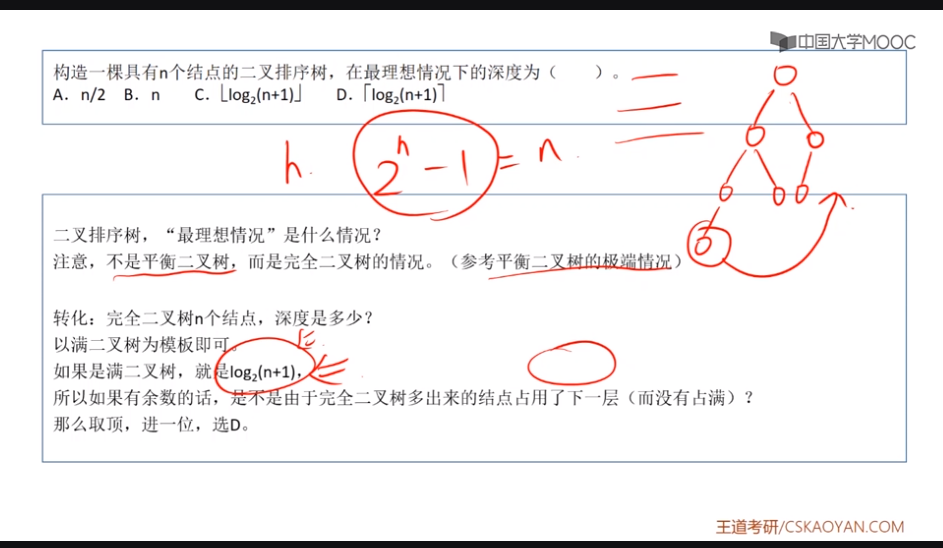 中国大学MOOC
构造一棵具有n个结点的二叉排序树，在最理想情况下的深度为（ ）。
A. n/2 B. n C. ⌊log₂(n+1)⌋ D. ⌈log₂(n+1)⌉
h. 2ʰ-1 = n.
二叉排序树，“最理想情况”是什么情况？
注意，不是平衡二叉树，而是完全二叉树的情况。（参考平衡二叉树的极端情况）
转化：完全二叉树n个结点，深度是多少？
以满二叉树为模板即可。
如果是满二叉树，就是log₂(n+1)，
所以如果有余数的话，是不是由于完全二叉树多出来的结点占用了下一层（而没有占满）？
那么取顶，进一位，选D。
王道考研/CSKAOYAN.COM